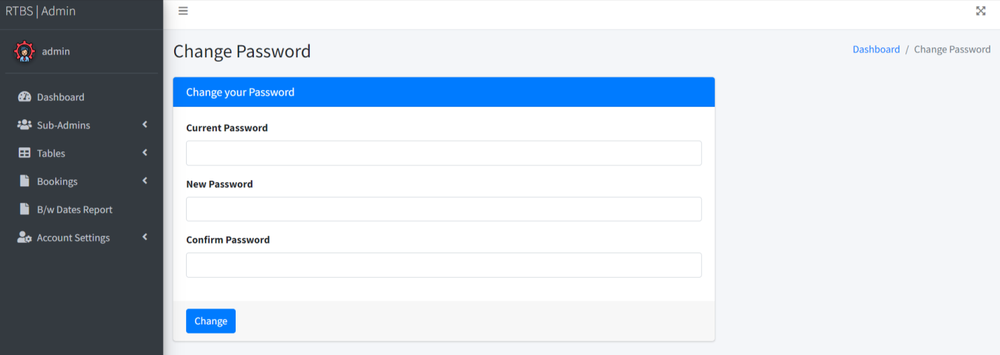 RTBS | Admin
admin
Dashboard
Sub-Admins
Tables
Bookings
B/w Dates Report
Account Settings
Change Password
Dashboard / Change Password
Change your Password
Current Password
New Password
Confirm Password
Change